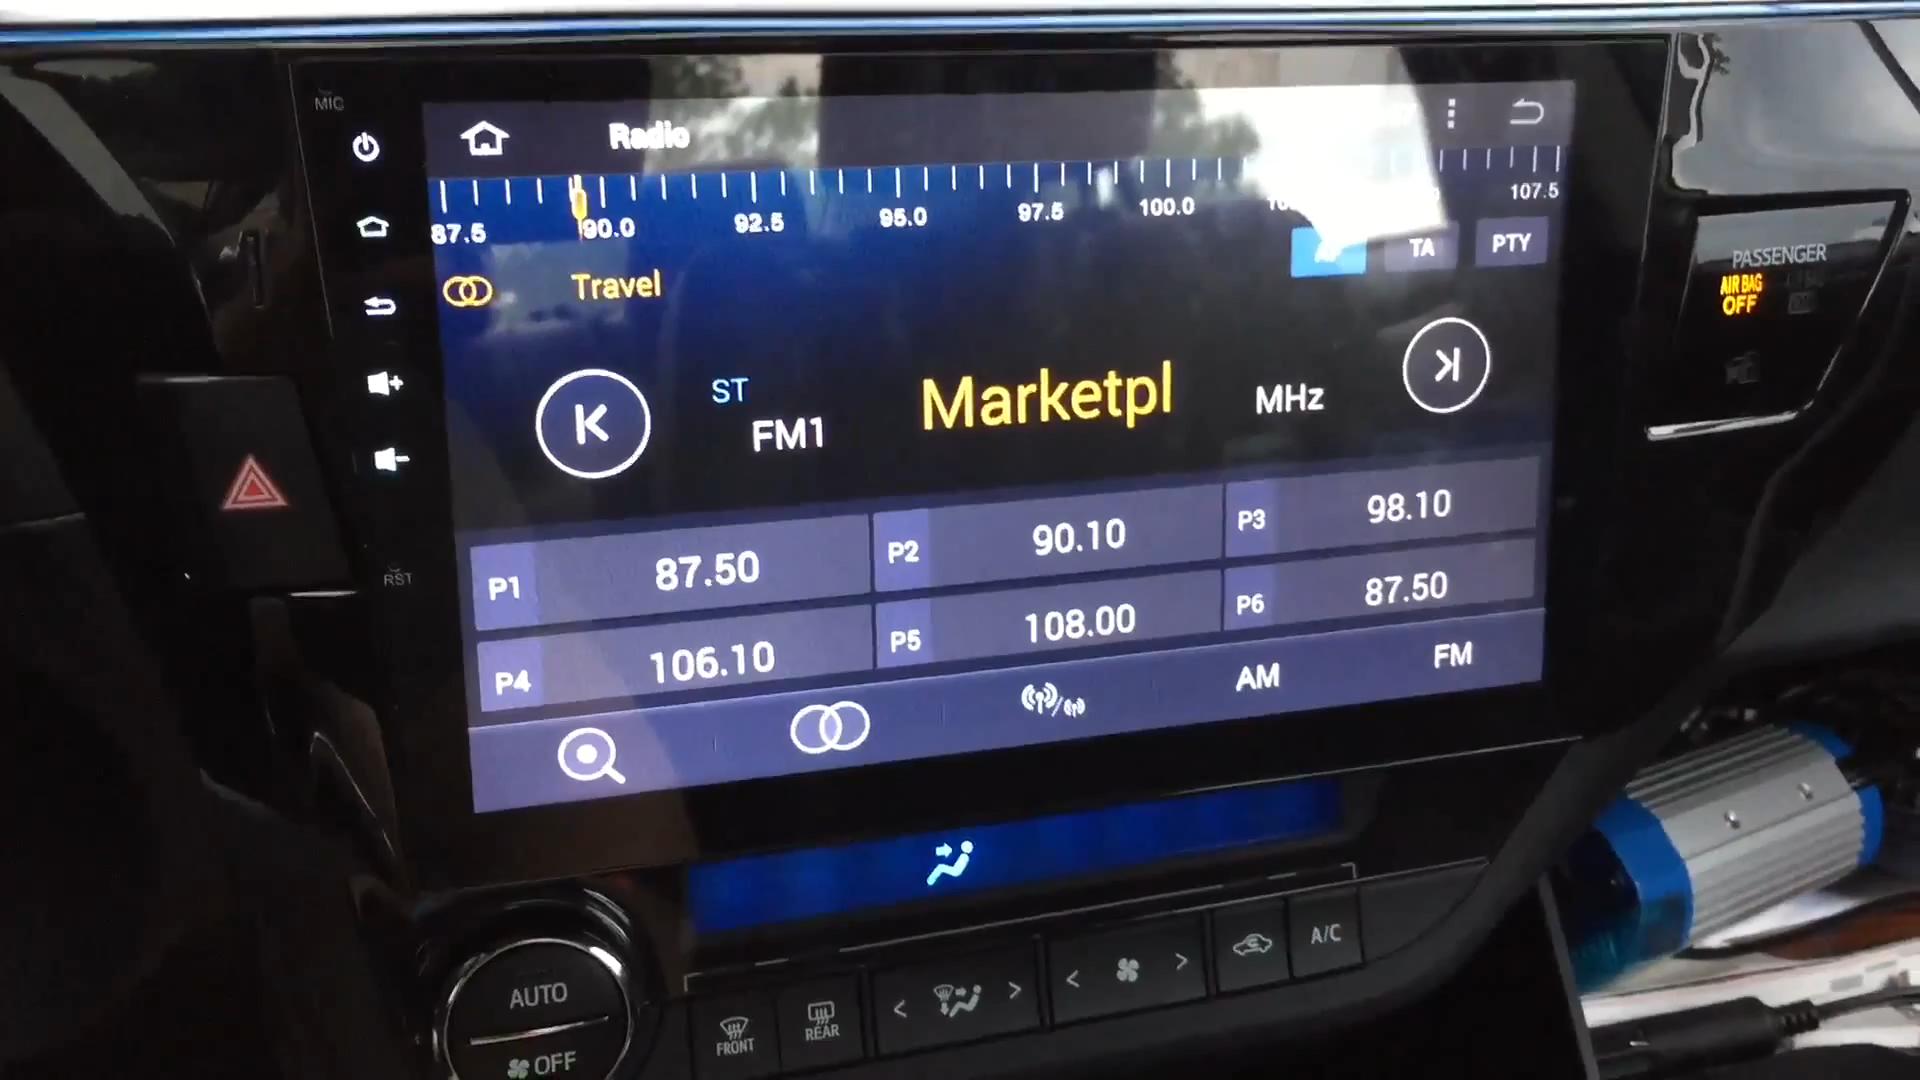 MIC
Radio
87.5 90.0 92.5 95.0 97.5 100.0 107.5
TA PTY
Travel
ST
FM1
Marketpl
MHz
P1 87.50
P2 90.10
P3 98.10
P4 106.10
P5 108.00
P6 87.50
AM FM
RST
PASSENGER
AIR BAG
OFF
AUTO
OFF
FRONT
REAR
< >
< >
A/C